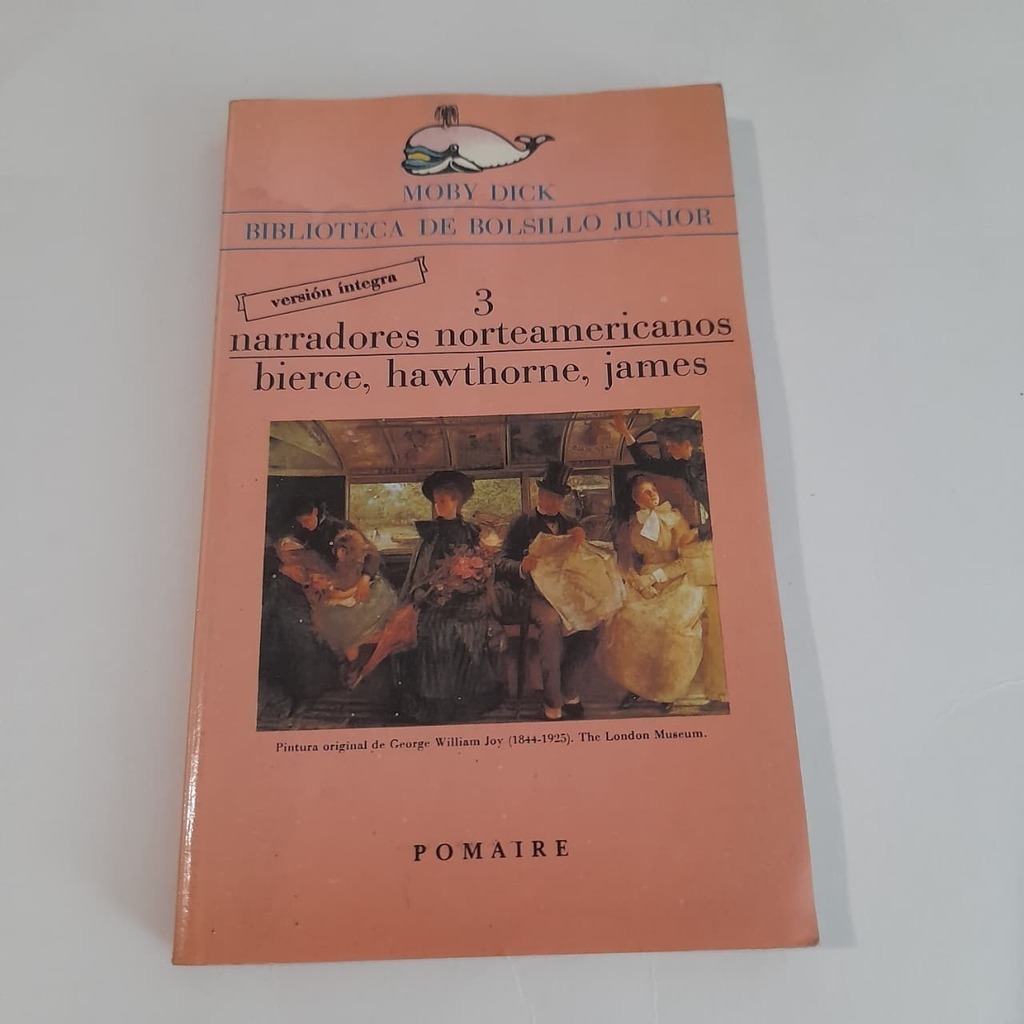 MOBY DICK
BIBLIOTECA DE BOLSILLO JUNIOR
versión íntegra
3
narradores norteamericanos
bierce, hawthorne, james
Pintura original de George William Joy (1844-1925). The London Museum.
POMAIRE